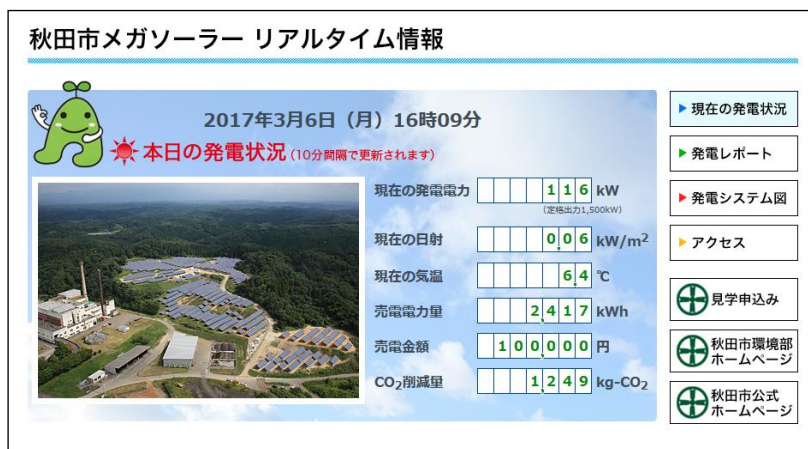 秋田市メガソーラー リアルタイム情報
2017年3月6日（月）16時09分
本日の発電状況（10分間隔で更新されます）
現在の発電電力 116 kW
（定格出力1,500kW）
現在の日射 0.06 kW/m²
現在の気温 6.4 ℃
売電電力量 2,417 kWh
売電金額 100,000 円
CO₂削減量 1,249 kg-CO₂
現在の発電状況
発電レポート
発電システム図
アクセス
見学申込み
秋田市環境部
ホームページ
秋田市公式
ホームページ